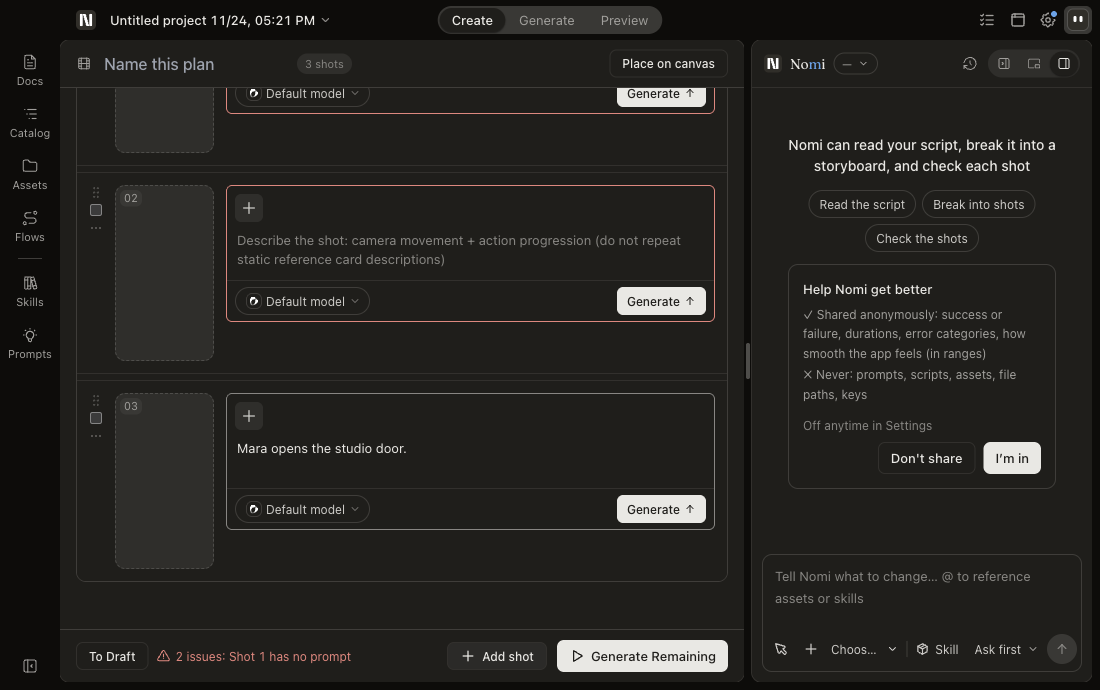 Untitled project 11/24, 05:21 PM
Create
Generate
Preview
Docs
Catalog
Assets
Flows
Skills
Prompts
Name this plan
3 shots
Place on canvas
Default model
Generate
02
Describe the shot: camera movement + action progression (do not repeat
static reference card descriptions)
Default model
Generate
03
Mara opens the studio door.
Default model
Generate
To Draft
2 issues: Shot 1 has no prompt
Add shot
Generate Remaining
Nomi
Nomi can read your script, break it into a
storyboard, and check each shot
Read the script
Break into shots
Check the shots
Help Nomi get better
✓ Shared anonymously: success or
failure, durations, error categories, how
smooth the app feels (in ranges)
✕ Never: prompts, scripts, assets, file
paths, keys
Off anytime in Settings
Don't share
I'm in
Tell Nomi what to change... @ to reference
assets or skills
Choos...
Skill
Ask first